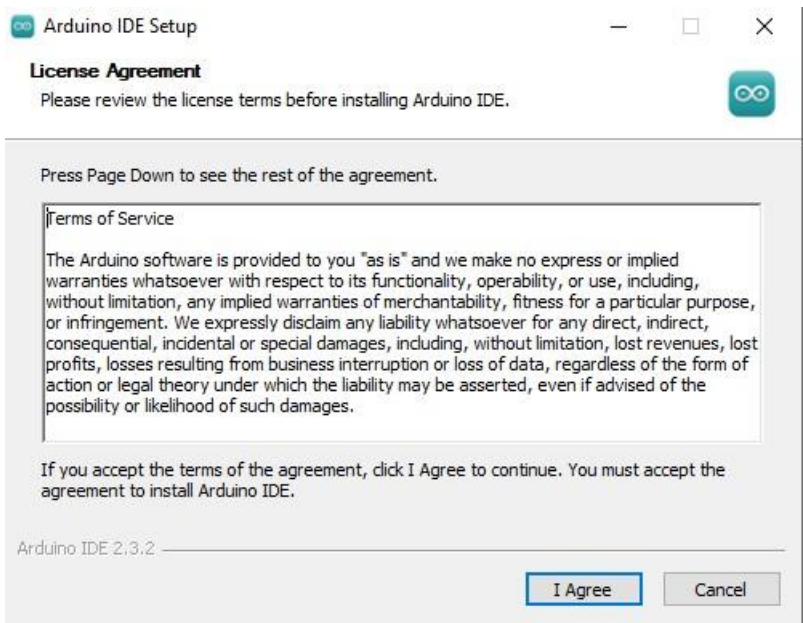 Arduino IDE Setup
License Agreement
Please review the license terms before installing Arduino IDE.
Press Page Down to see the rest of the agreement.
Terms of Service
The Arduino software is provided to you "as is" and we make no express or implied
warranties whatsoever with respect to its functionality, operability, or use, including,
without limitation, any implied warranties of merchantability, fitness for a particular purpose,
or infringement. We expressly disclaim any liability whatsoever for any direct, indirect,
consequential, incidental or special damages, including, without limitation, lost revenues, lost
profits, losses resulting from business interruption or loss of data, regardless of the form of
action or legal theory under which the liability may be asserted, even if advised of the
possibility or likelihood of such damages.
If you accept the terms of the agreement, click I Agree to continue. You must accept the
agreement to install Arduino IDE.
Arduino IDE 2.3.2
I Agree
Cancel